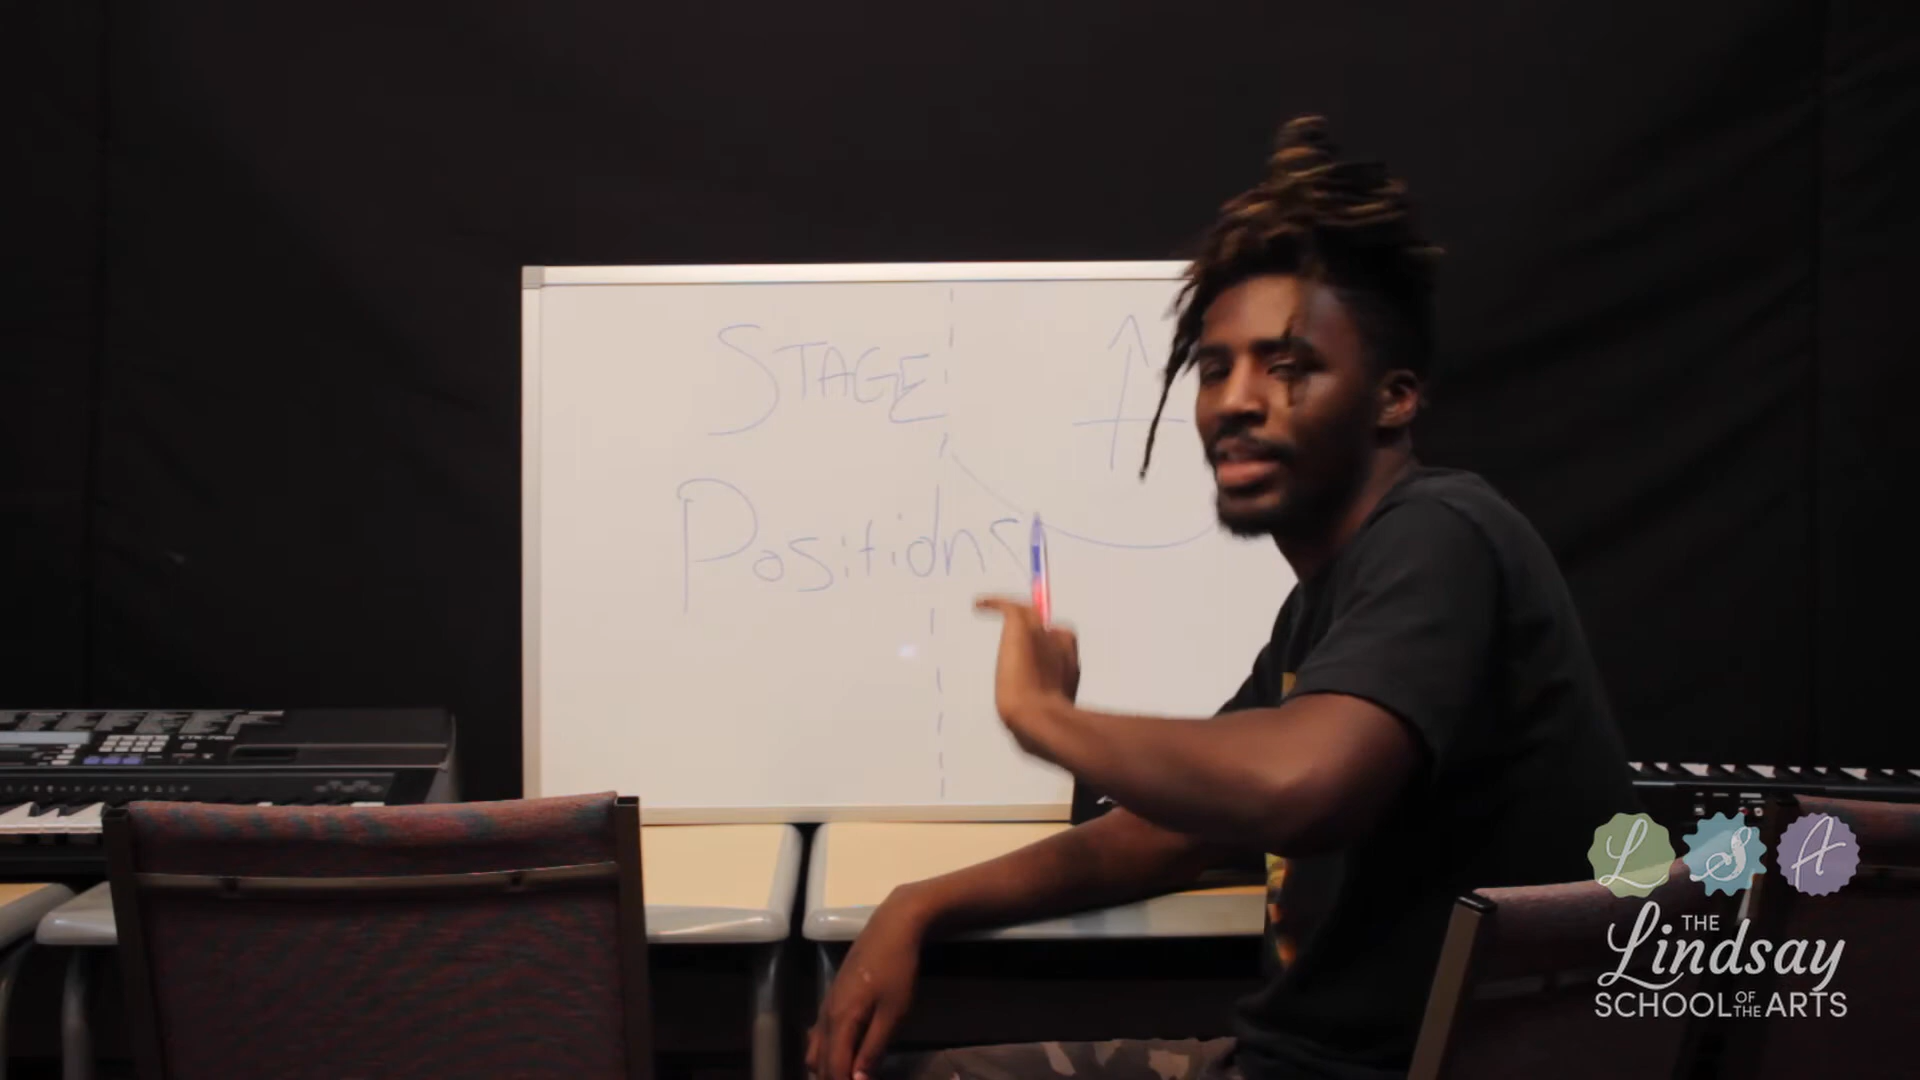 STAGE
Positions
L S A
THE
Lindsay
SCHOOL OF THE ARTS